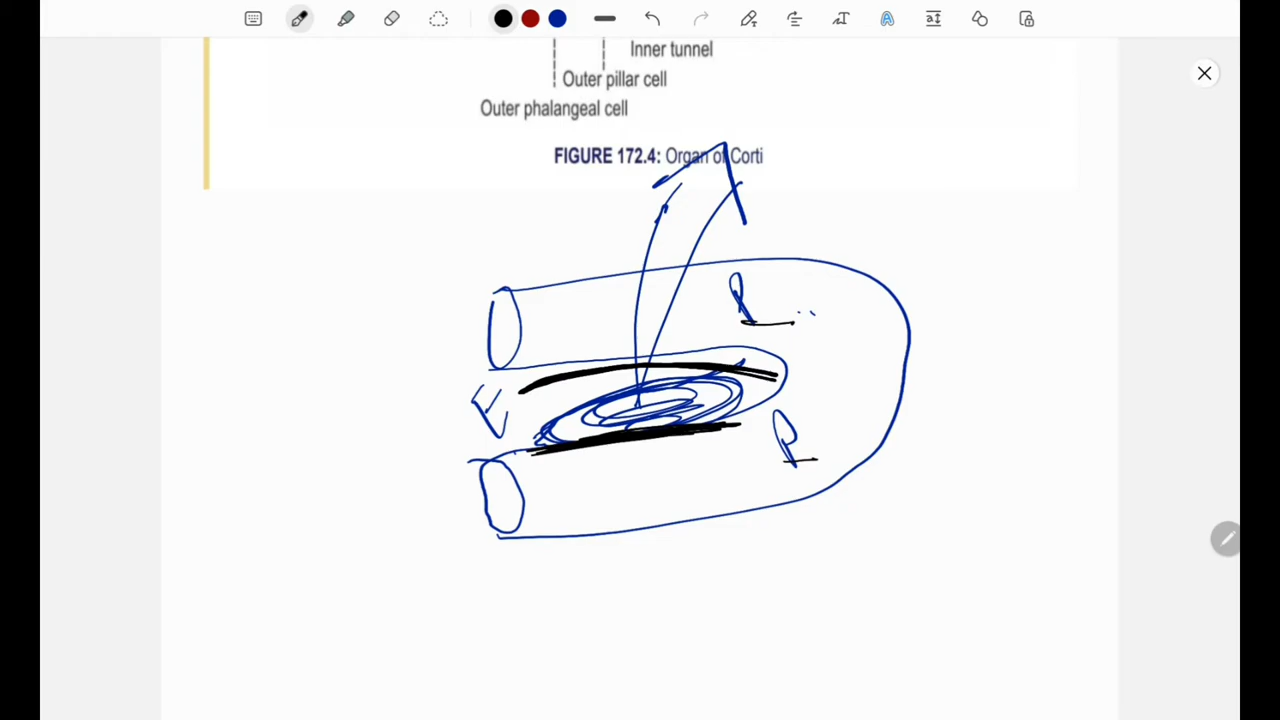 Inner tunnel
Outer pillar cell
Outer phalangeal cell
FIGURE 172.4: Organ of Corti
P
E
P